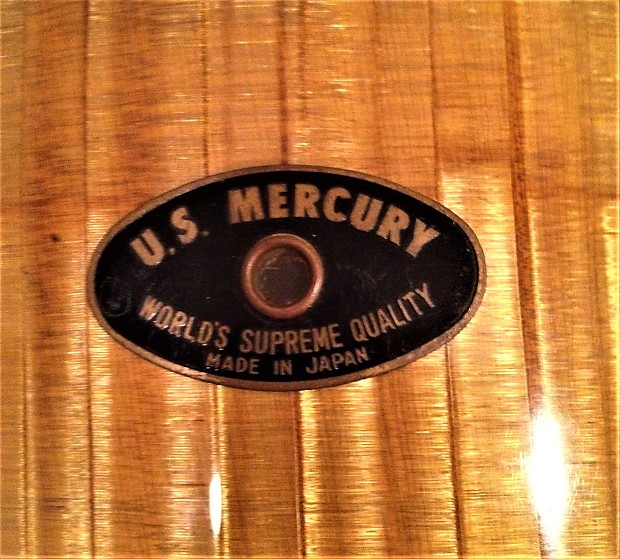 U.S. MERCURY
WORLD'S SUPREME QUALITY
MADE IN JAPAN